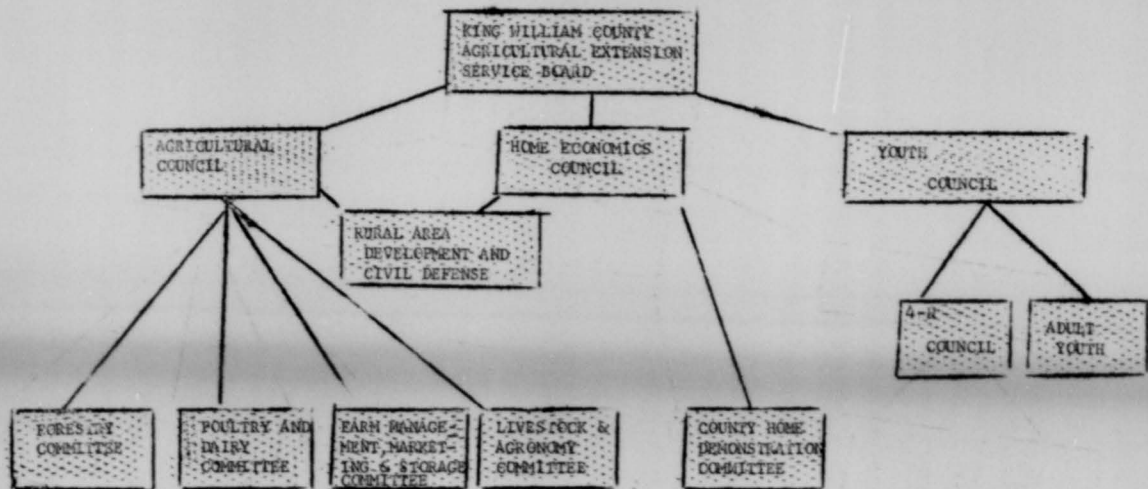 KING WILLIAM COUNTY
AGRICULTURAL EXTENSION
SERVICE BOARD
AGRICULTURAL
COUNCIL
HOME ECONOMICS
COUNCIL
YOUTH
COUNCIL
RURAL AREA
DEVELOPMENT AND
CIVIL DEFENSE
4-H
COUNCIL
ADULT
YOUTH
FORESTRY
COMMITTEE
POULTRY AND
DAIRY
COMMITTEE
FARM MANAGE-
MENT, MARKET-
ING & STORAGE
COMMITTEE
LIVESTOCK &
AGRONOMY
COMMITTEE
COUNTY HOME
DEMONSTRATION
COMMITTEE